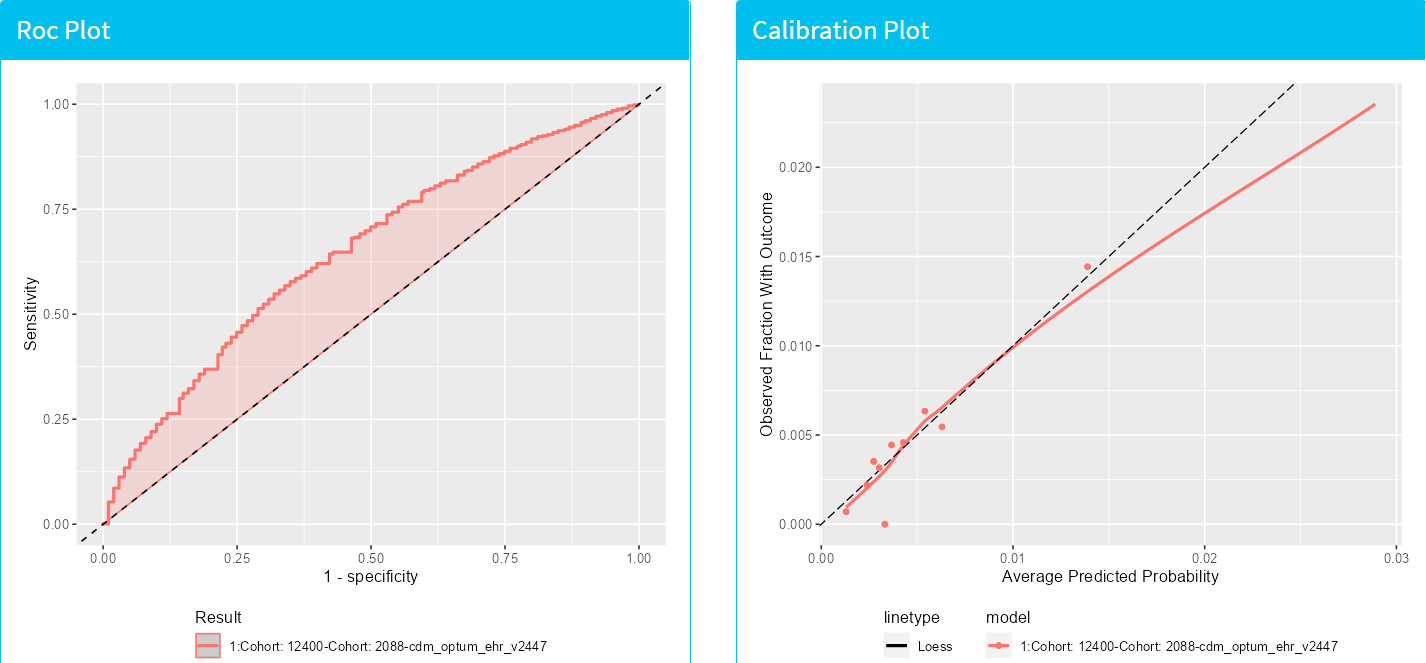 Roc Plot
1.00
0.75
0.50
0.25
0.00
Sensitivity
0.00 0.25 0.50 0.75 1.00
1 - specificity
Result
1:Cohort: 12400-Cohort: 2088-cdm_optum_ehr_v2447
Calibration Plot
0.020
0.015
0.010
0.005
0.000
Observed Fraction With Outcome
0.00 0.01 0.02 0.03
Average Predicted Probability
linetype
Loess
model
1:Cohort: 12400-Cohort: 2088-cdm_optum_ehr_v2447